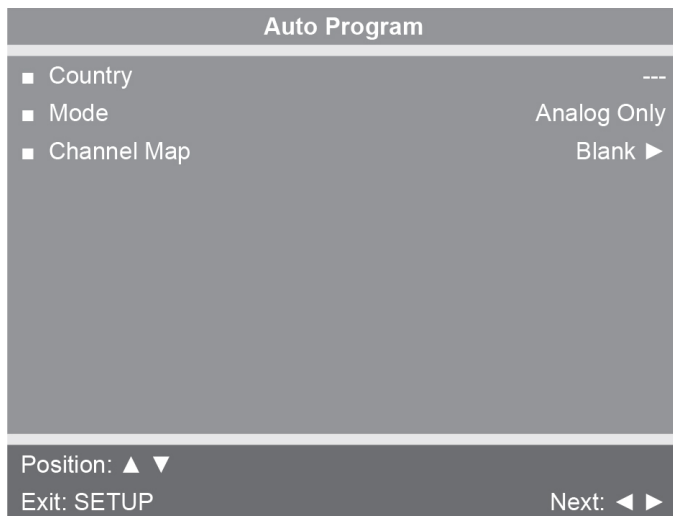 Auto Program
■ Country ---
■ Mode Analog Only
■ Channel Map Blank ►
Position: ▲ ▼
Exit: SETUP Next: ◄ ►